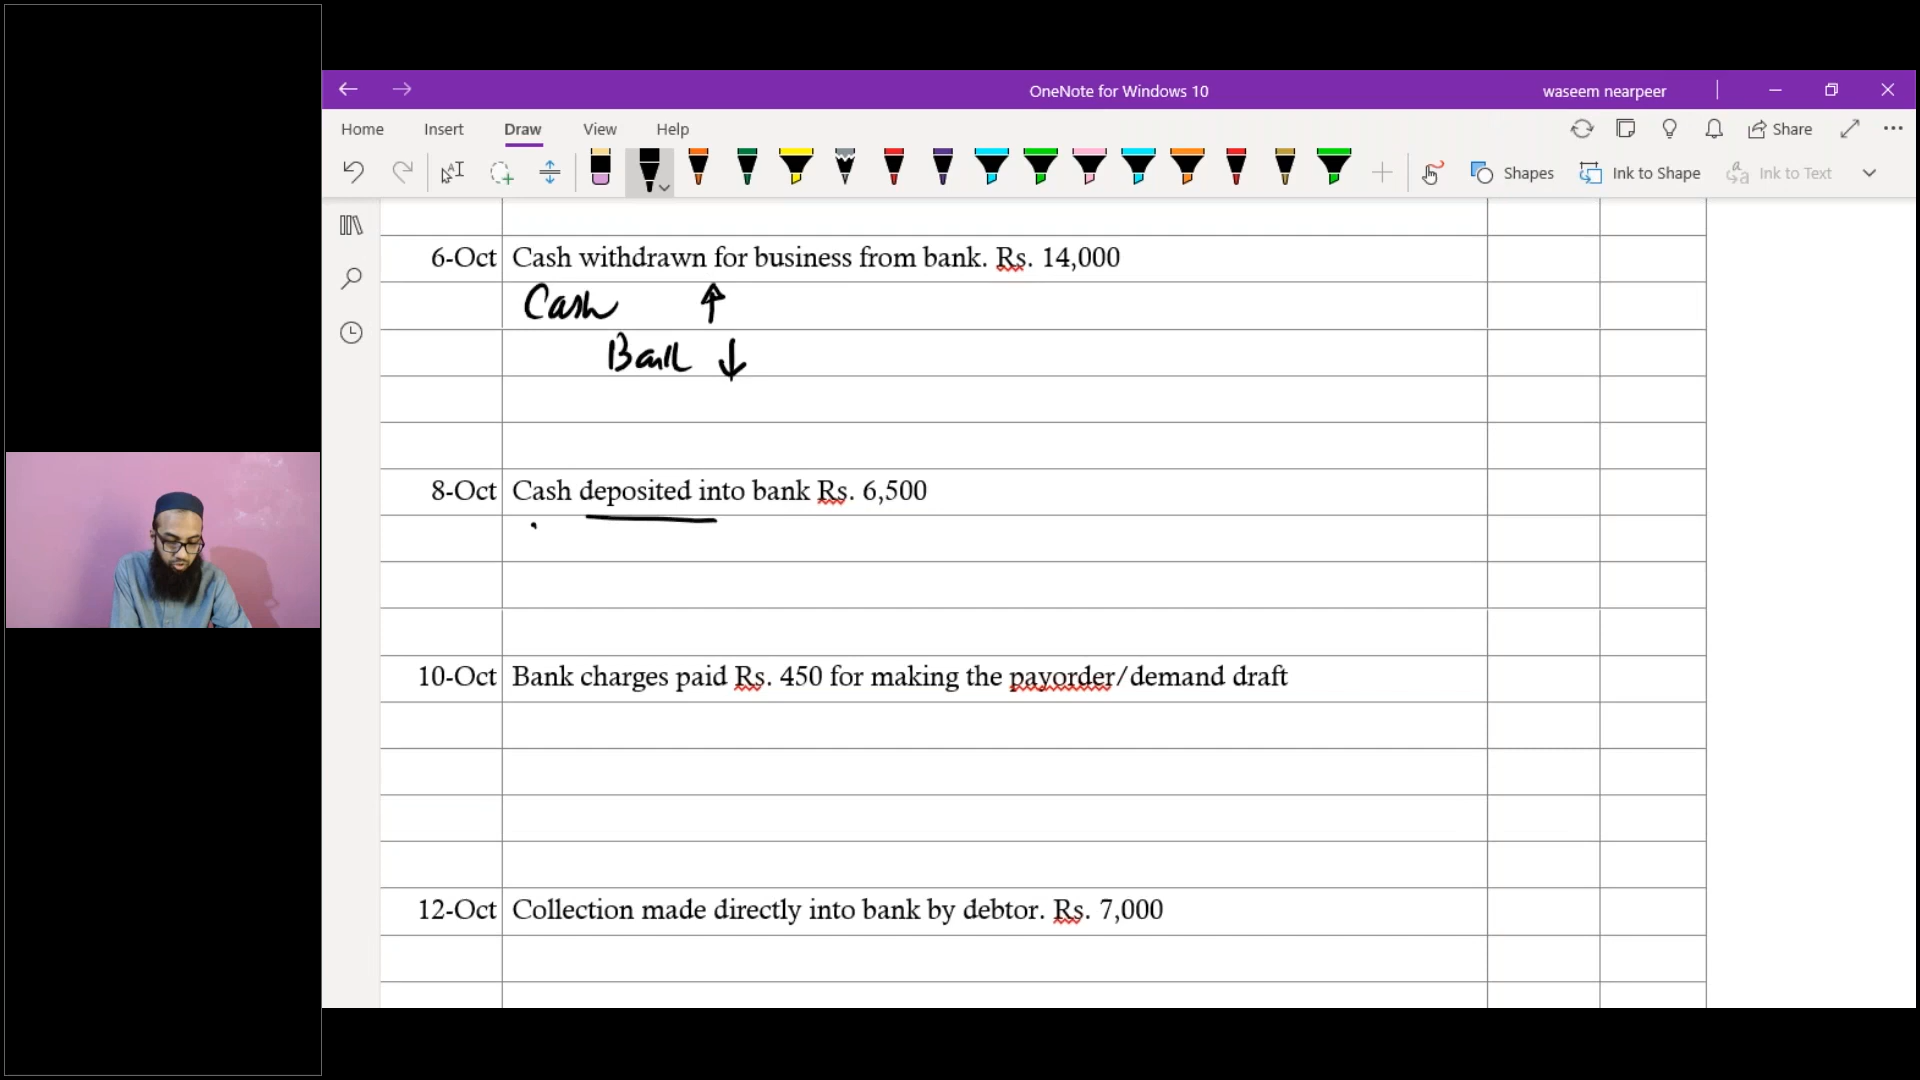 OneNote for Windows 10
waseem nearpeer
Home Insert Draw View Help
Share
Shapes
Ink to Shape
Ink to Text
6-Oct Cash withdrawn for business from bank. Rs. 14,000
Cash ↑
Bank ↓
8-Oct Cash deposited into bank Rs. 6,500
10-Oct Bank charges paid Rs. 450 for making the payorder/demand draft
12-Oct Collection made directly into bank by debtor. Rs. 7,000